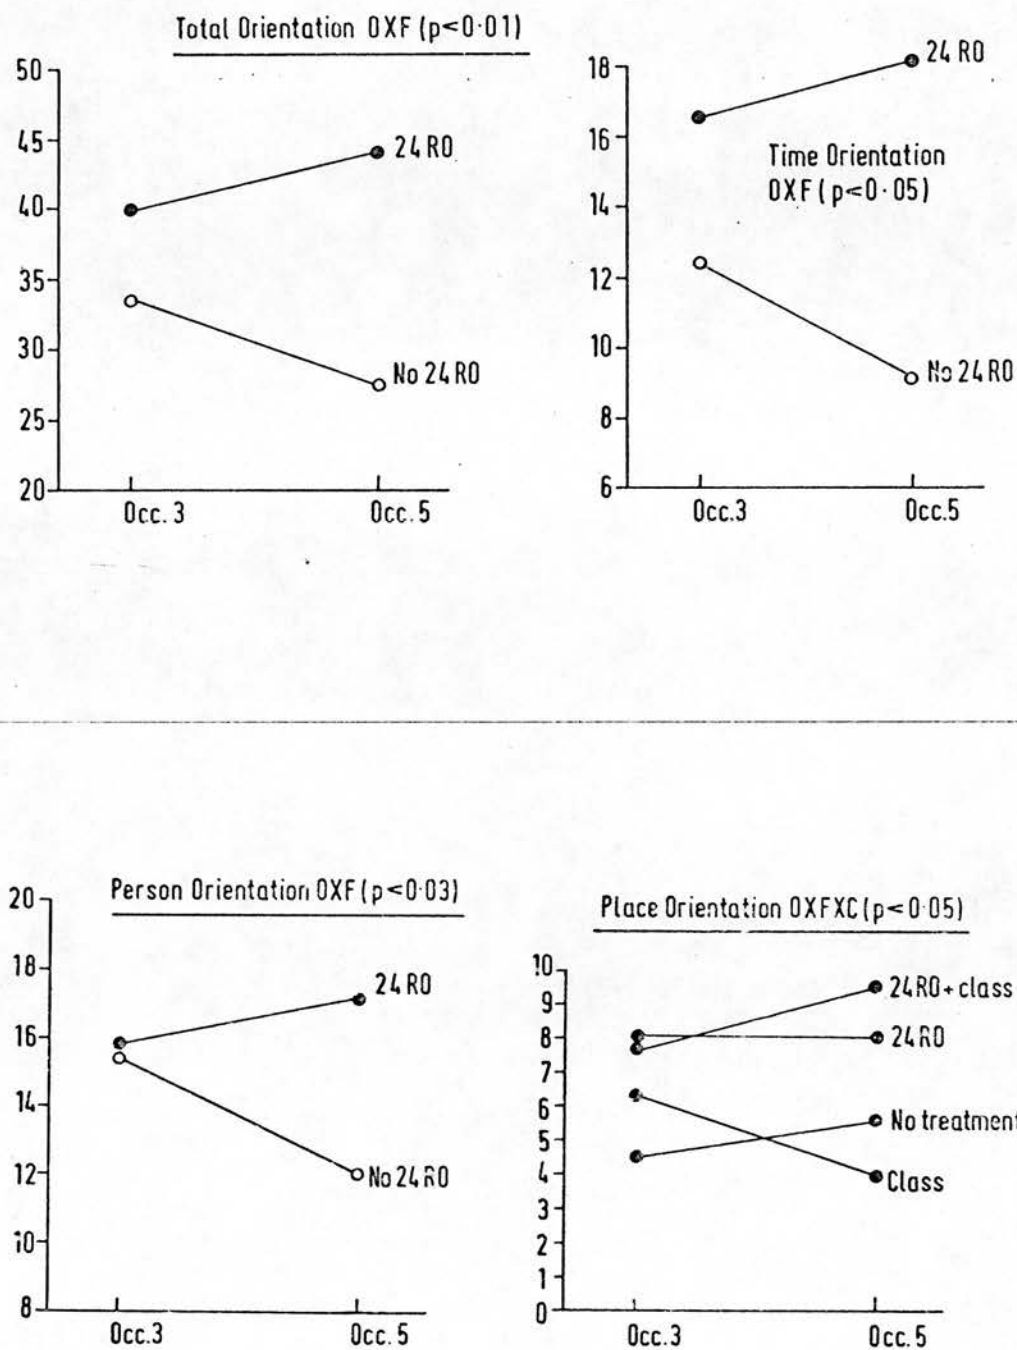 Total Orientation OXF (p<0·01)
50
45
40
35
30
25
20
24 RO
No 24 RO
Occ. 3
Occ. 5
18
16
14
12
10
8
6
24 RO
Time Orientation
OXF (p<0·05)
No 24 RO
Occ.3
Occ.5
Person Orientation OXF (p<0·03)
20
18
16
14
12
10
8
24 RO
No 24 RO
Occ.3
Occ.5
Place Orientation OXFXC (p<0·05)
10
9
8
7
6
5
4
3
2
1
0
24 RO + class
24 RO
No treatment
Class
Occ.3
Occ. 5